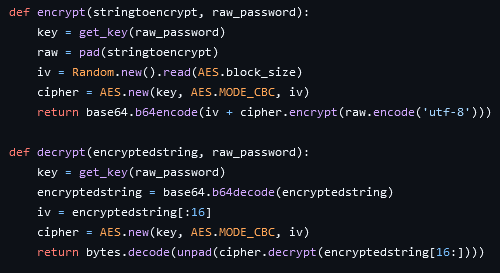 def encrypt(stringtoencrypt, raw_password):
    key = get_key(raw_password)
    raw = pad(stringtoencrypt)
    iv = Random.new().read(AES.block_size)
    cipher = AES.new(key, AES.MODE_CBC, iv)
    return base64.b64encode(iv + cipher.encrypt(raw.encode('utf-8')))

def decrypt(encryptedstring, raw_password):
    key = get_key(raw_password)
    encryptedstring = base64.b64decode(encryptedstring)
    iv = encryptedstring[:16]
    cipher = AES.new(key, AES.MODE_CBC, iv)
    return bytes.decode(unpad(cipher.decrypt(encryptedstring[16:])))